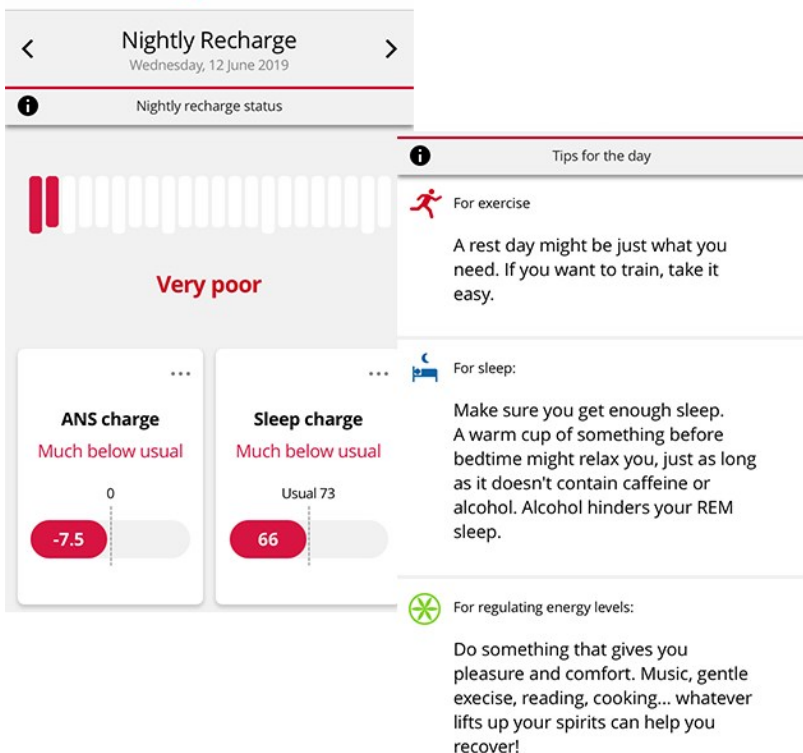 Nightly Recharge
Wednesday, 12 June 2019
Nightly recharge status
Very poor
ANS charge
Much below usual
0
-7.5
Sleep charge
Much below usual
Usual 73
66
Tips for the day
For exercise
A rest day might be just what you
need. If you want to train, take it
easy.
For sleep:
Make sure you get enough sleep.
A warm cup of something before
bedtime might relax you, just as long
as it doesn't contain caffeine or
alcohol. Alcohol hinders your REM
sleep.
For regulating energy levels:
Do something that gives you
pleasure and comfort. Music, gentle
execise, reading, cooking... whatever
lifts up your spirits can help you
recover!